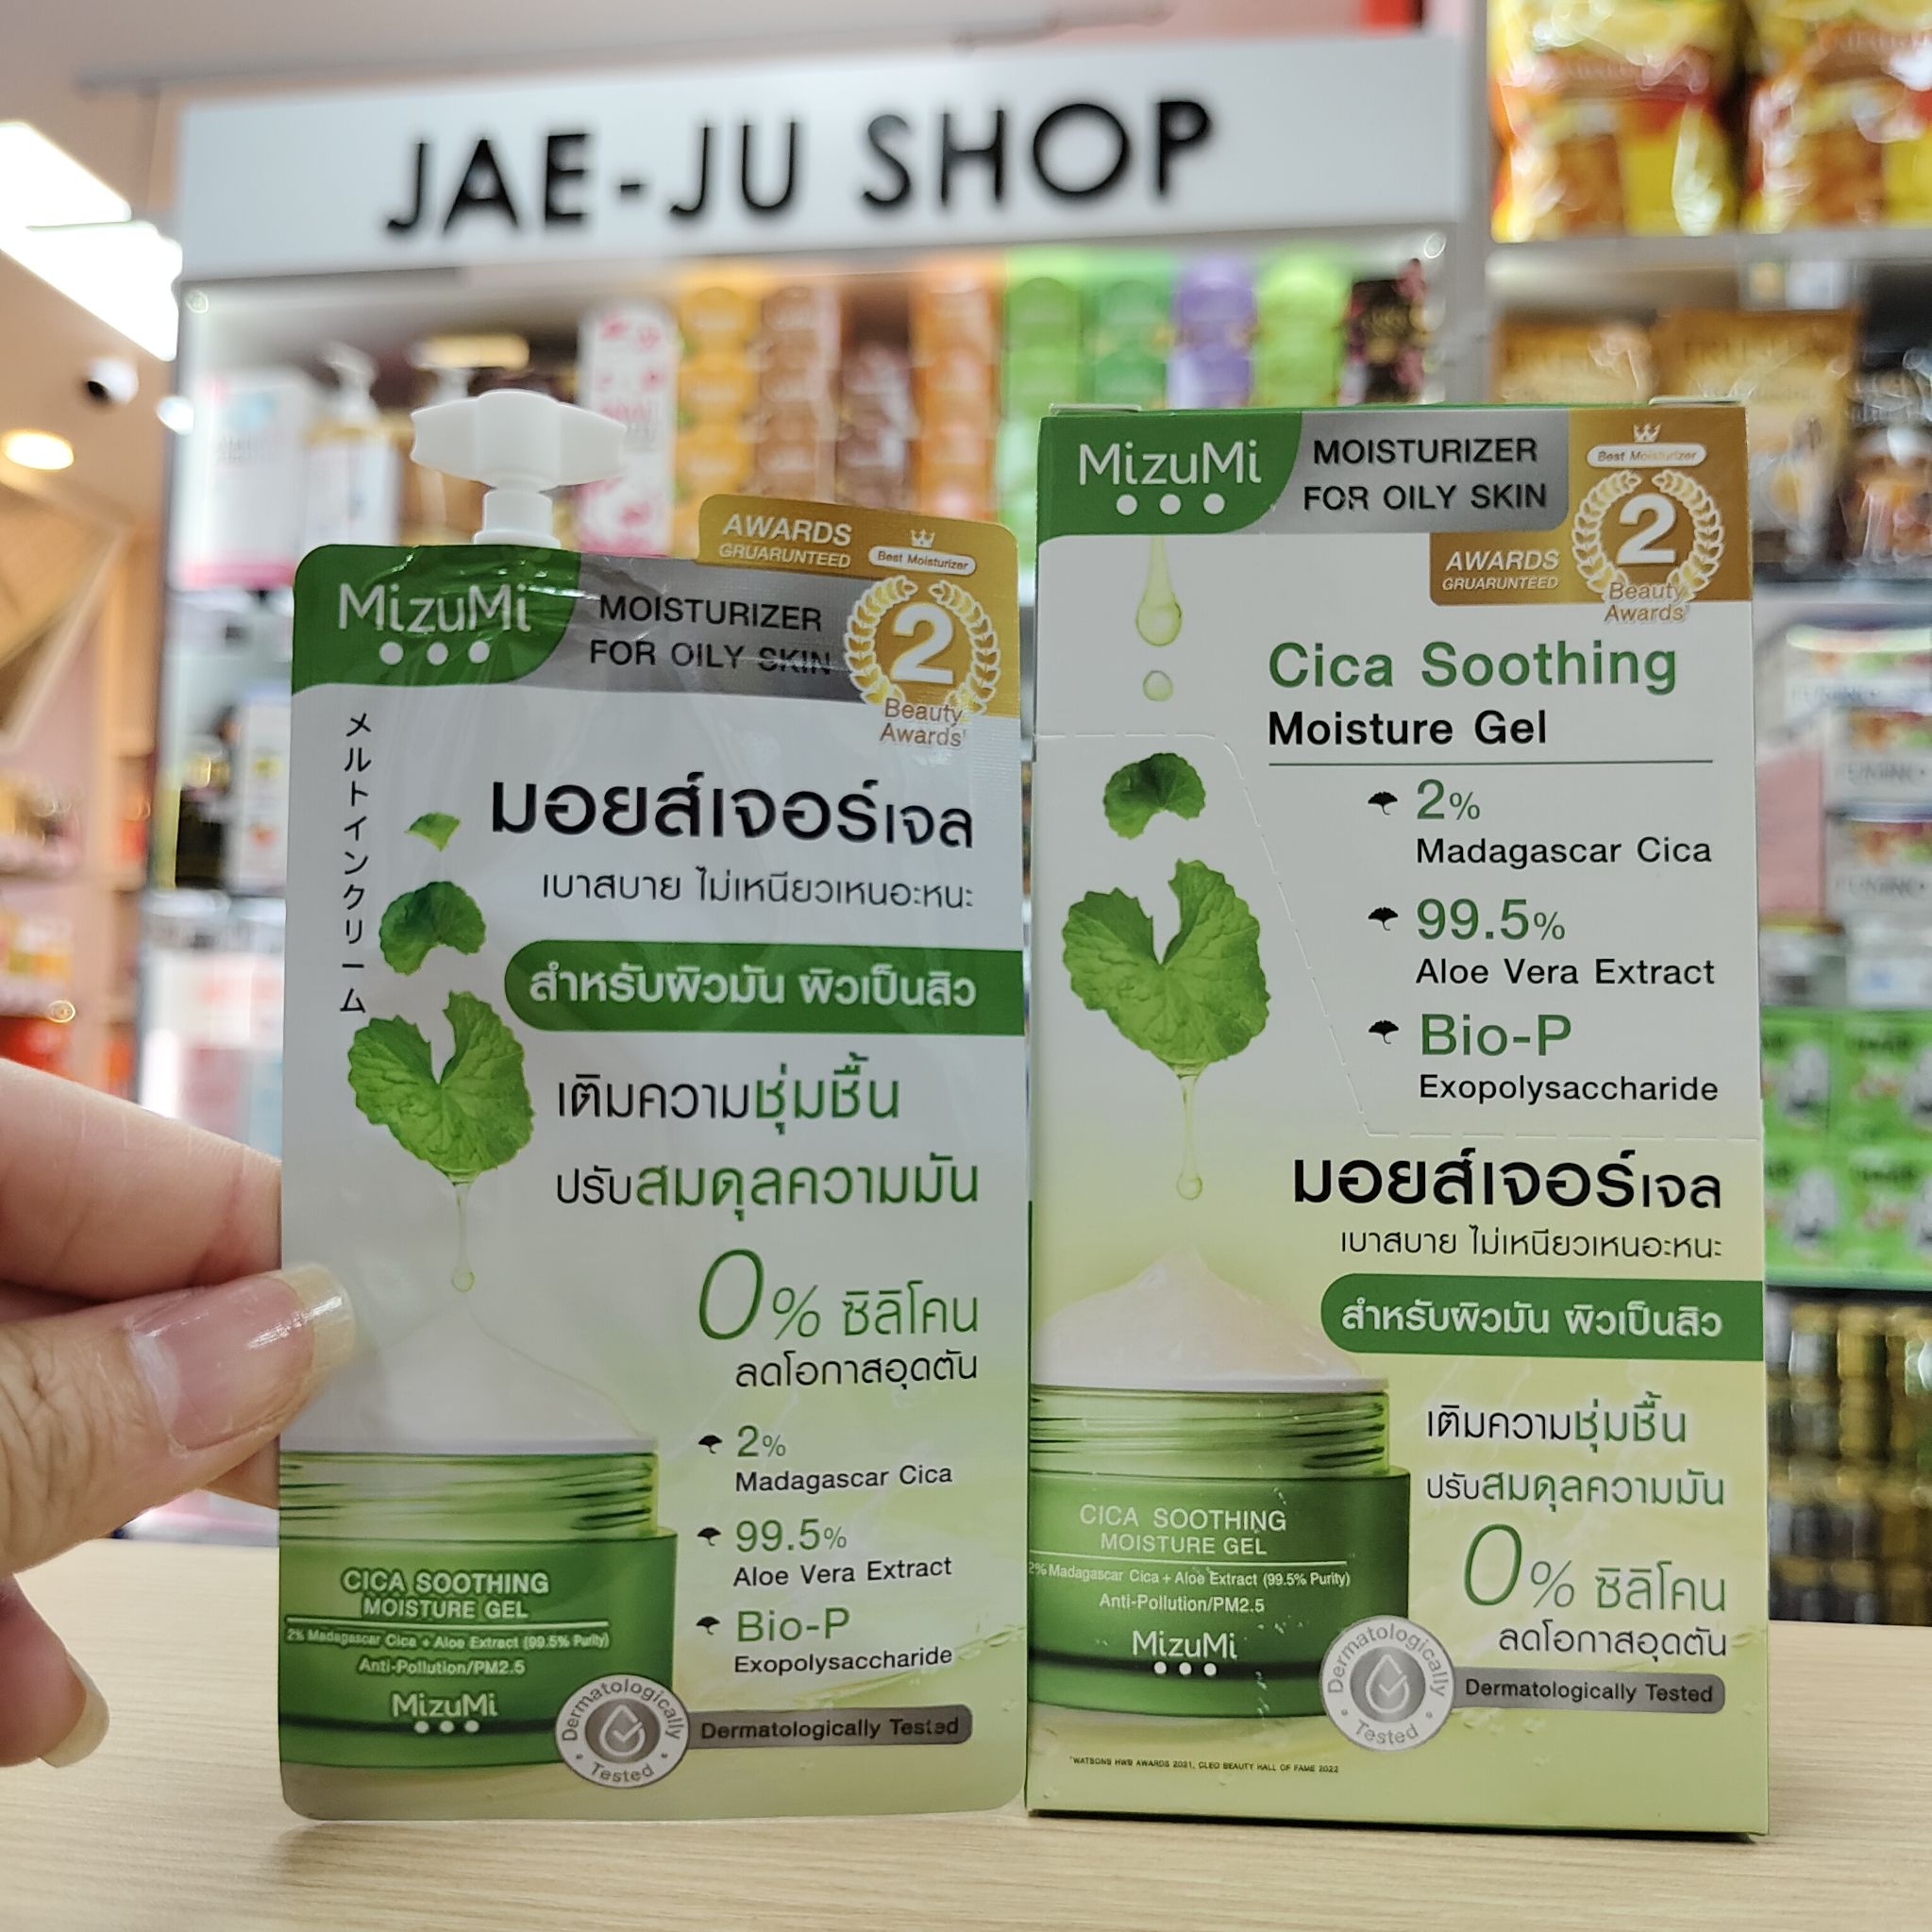 JAE-JU SHOP
MizuMi
MOISTURIZER
FOR OILY SKIN
AWARDS
GRUARUNTEED
Best Moisturizer
2
Beauty
Awards
メルトインクリーム
มอยส์เจอร์เจล
เบาสบาย ไม่เหนียวเหนอะหนะ
สำหรับผิวมัน ผิวเป็นสิว
เติมความชุ่มชื้น
ปรับสมดุลความมัน
0% ซิลิโคน
ลดโอกาสอุดตัน
2%
Madagascar Cica
99.5%
Aloe Vera Extract
Bio-P
Exopolysaccharide
CICA SOOTHING
MOISTURE GEL
2% Madagascar Cica + Aloe Extract (99.5% Purity)
Anti-Pollution/PM2.5
MizuMi
Dermatologically
Tested
Dermatologically Tested
MizuMi
MOISTURIZER
FOR OILY SKIN
Best Moisturizer
2
AWARDS
GRUARUNTEED
Beauty
Awards
Cica Soothing
Moisture Gel
2%
Madagascar Cica
99.5%
Aloe Vera Extract
Bio-P
Exopolysaccharide
มอยส์เจอร์เจล
เบาสบาย ไม่เหนียวเหนอะหนะ
สำหรับผิวมัน ผิวเป็นสิว
เติมความชุ่มชื้น
ปรับสมดุลความมัน
0% ซิลิโคน
ลดโอกาสอุดตัน
CICA SOOTHING
MOISTURE GEL
2% Madagascar Cica + Aloe Extract (99.5% Purity)
Anti-Pollution/PM2.5
MizuMi
Dermatologically
Tested
Dermatologically Tested
WATSONS HWB AWARDS 2021, CLEO BEAUTY HALL OF FAME 2022